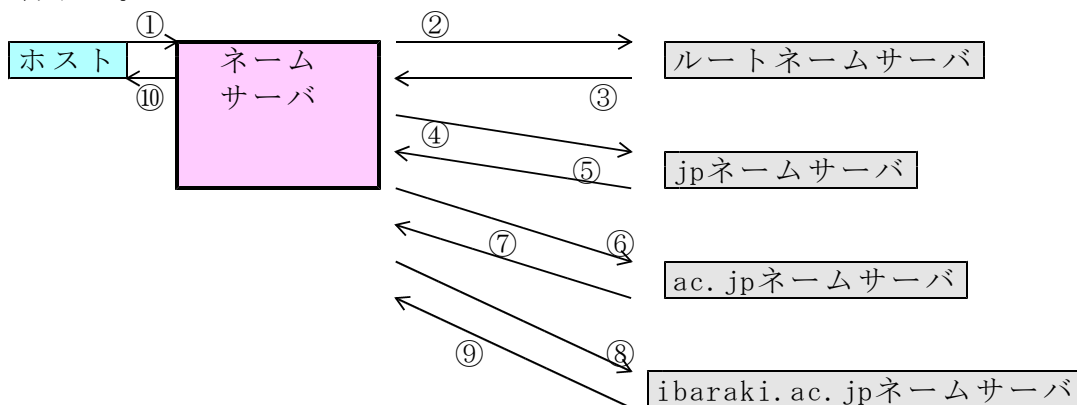 ①
②
ホスト
ネーム
サーバ
ルートネームサーバ
⑩
③
④
⑤
jpネームサーバ
⑦
⑥
ac.jpネームサーバ
⑨
⑧
ibaraki.ac.jpネームサーバ